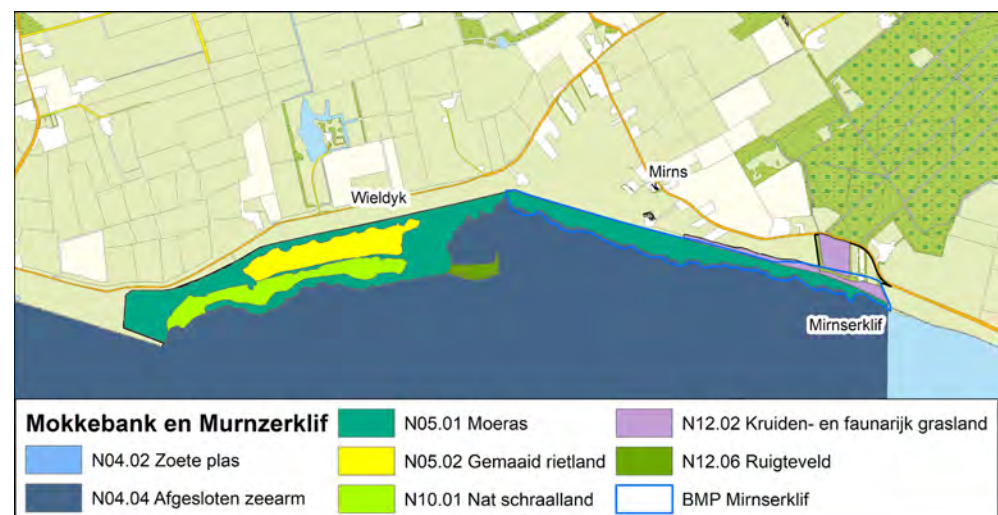 Mirns
Wieldyk
Mirnserklif
Mokkebank en Murnzerklif
N04.02 Zoete plas
N04.04 Afgesloten zeearm
N05.01 Moeras
N05.02 Gemaaid rietland
N10.01 Nat schraalland
N12.02 Kruiden- en faunarijk grasland
N12.06 Ruigteveld
BMP Mirnserklif